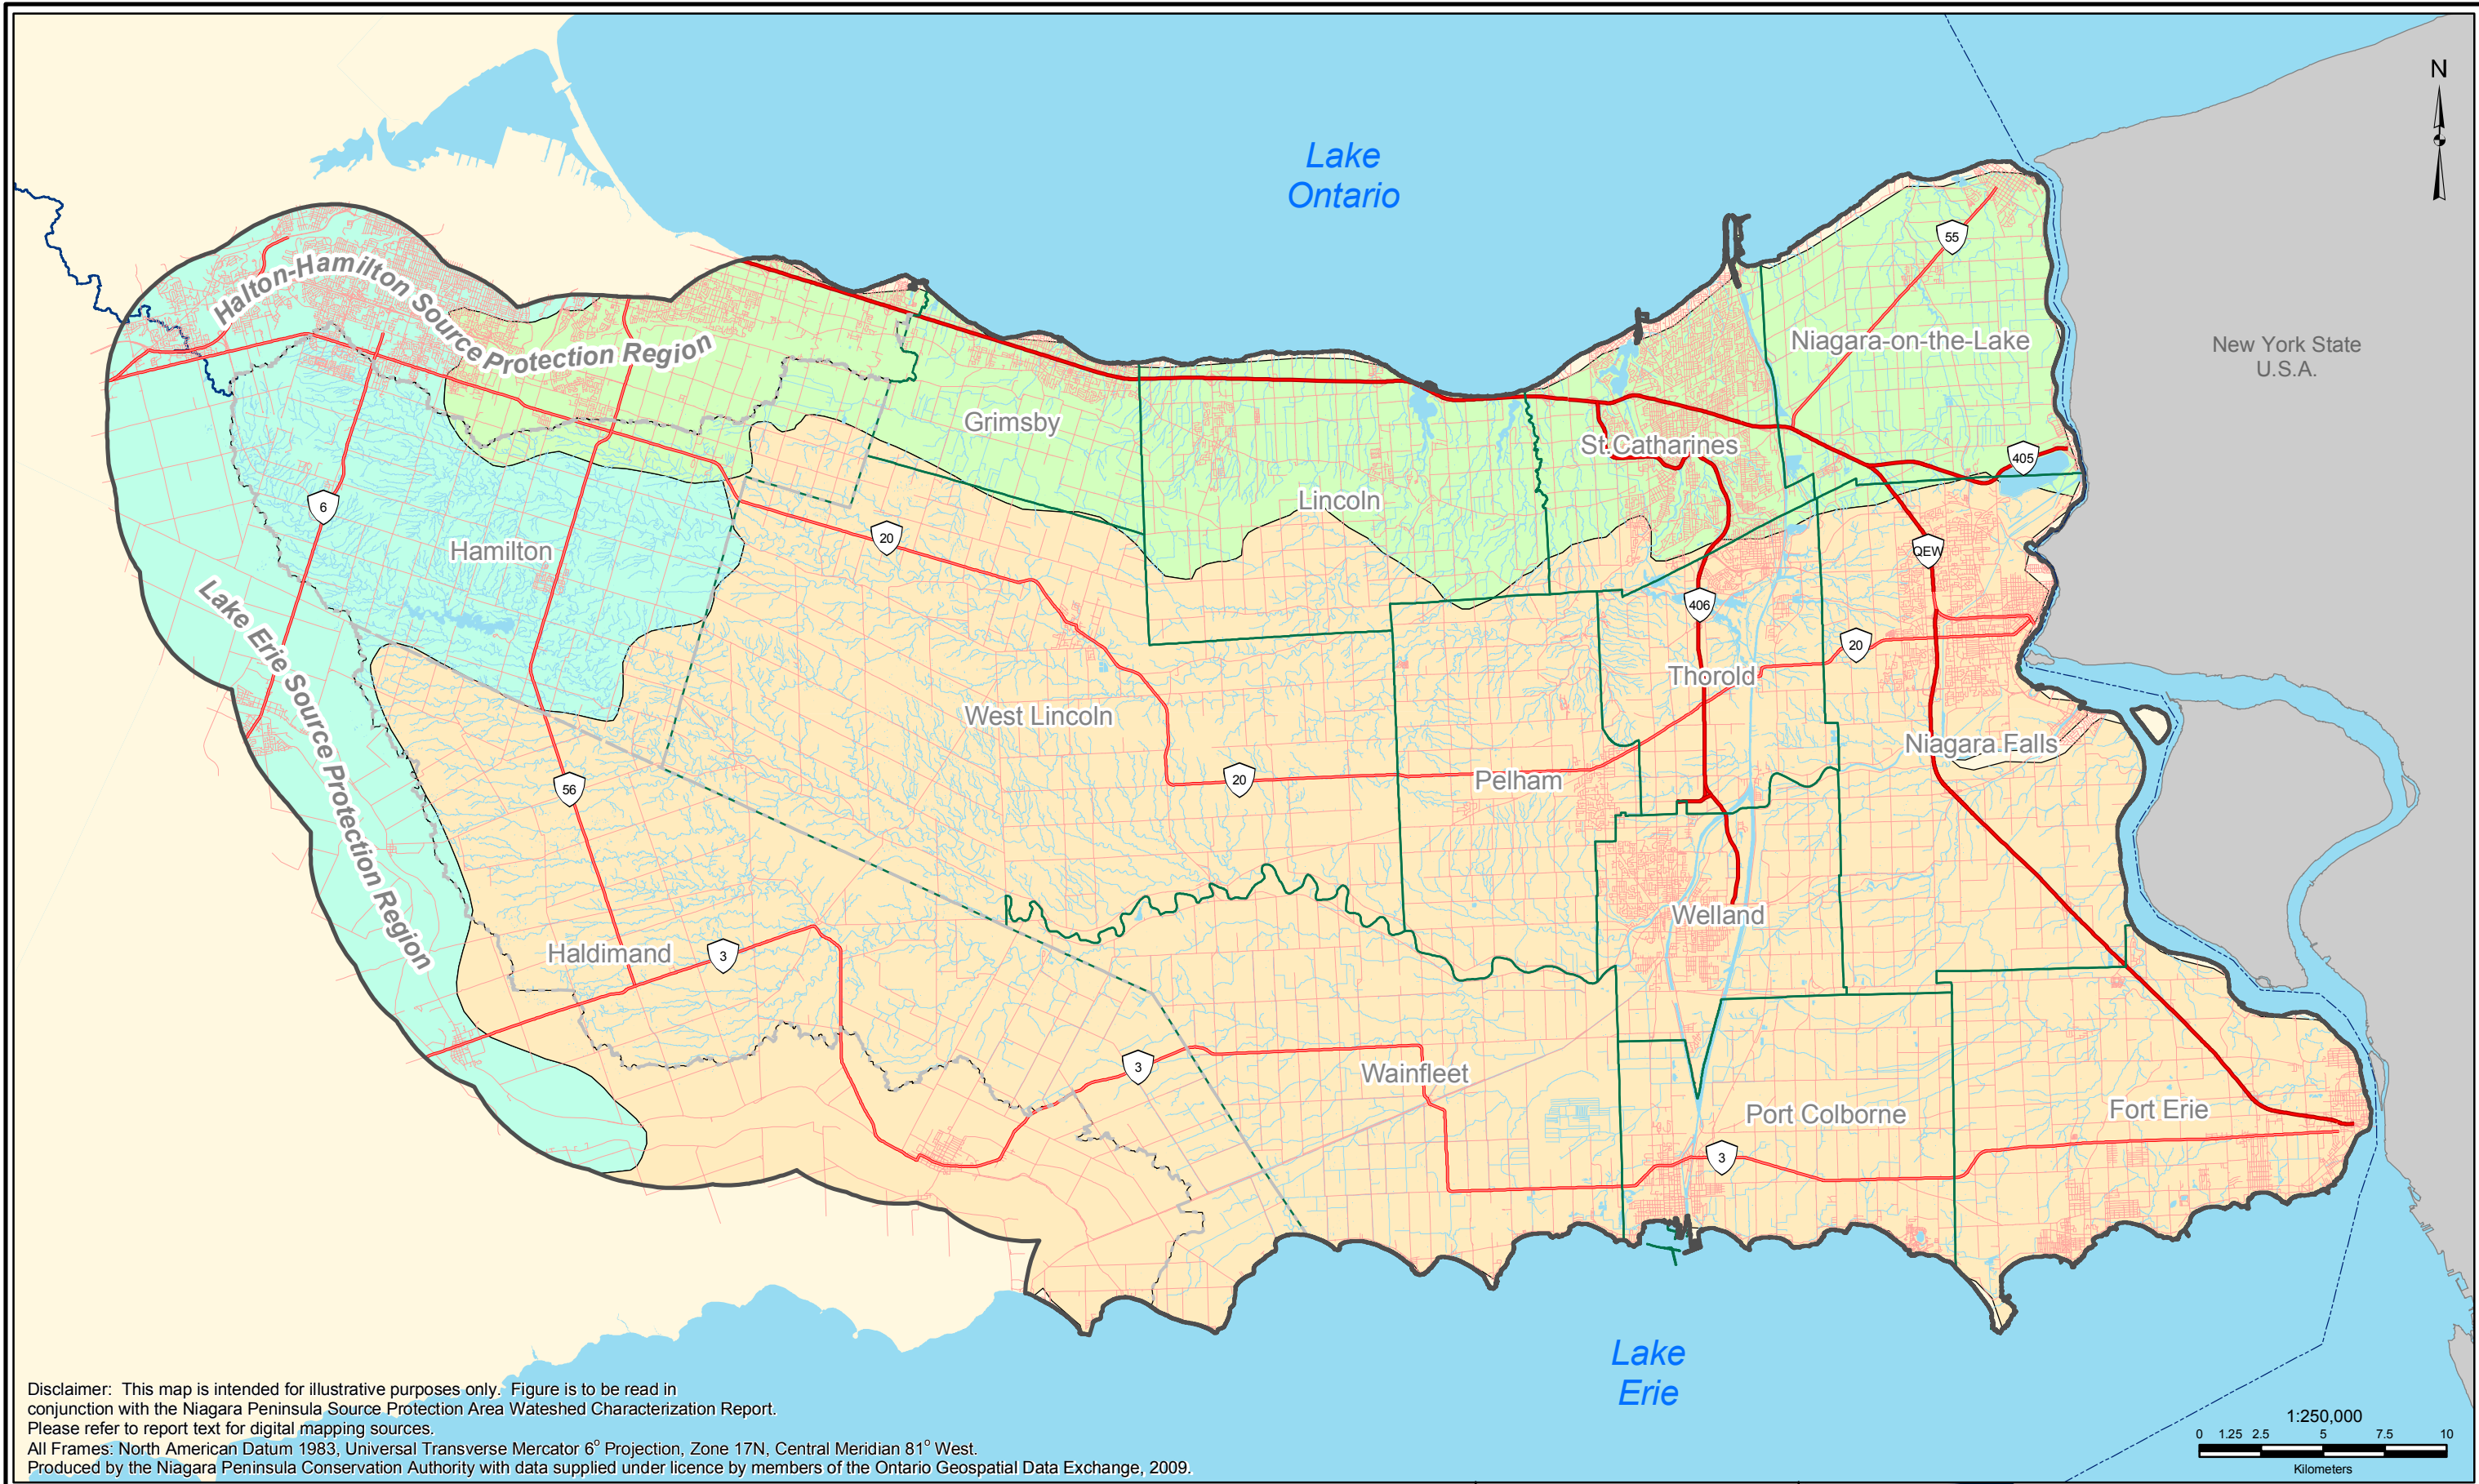 N
Lake
Ontario
55
Halton-Hamilton Source Protection Region
Niagara-on-the-Lake
New York State
U.S.A.
Grimsby
St.Catharines
405
Lincoln
6
20
Hamilton
QEW
406
20
Lake Erie Source Protection Region
Thorold
West Lincoln
Niagara Falls
20
Pelham
56
Welland
Haldimand
3
3
Wainfleet
Port Colborne
Fort Erie
3
Lake
Erie
Disclaimer: This map is intended for illustrative purposes only. Figure is to be read in
conjunction with the Niagara Peninsula Source Protection Area Wateshed Characterization Report.
Please refer to report text for digital mapping sources.
All Frames: North American Datum 1983, Universal Transverse Mercator 6° Projection, Zone 17N, Central Meridian 81° West.
Produced by the Niagara Peninsula Conservation Authority with data supplied under licence by members of the Ontario Geospatial Data Exchange, 2009.
1:250,000
0 1.25 2.5 5 7.5 10
Kilometers